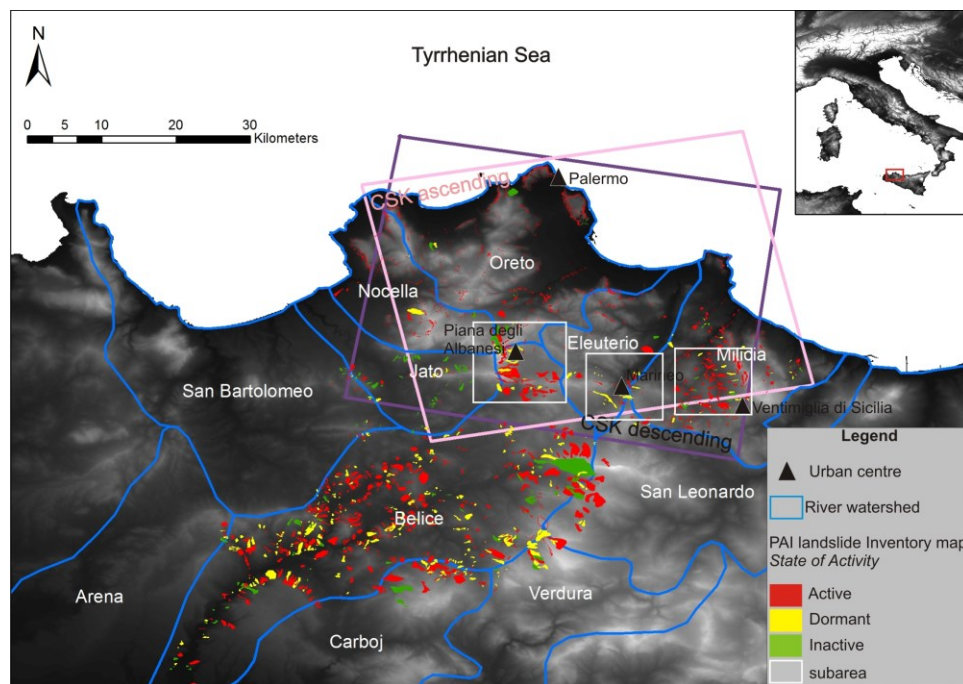 N
Tyrrhenian Sea
0 5 10 20 30
Kilometers
CSK ascending
Palermo
Oreto
Nocella
Piana degli
Albanesi
Eleuterio
Milicia
Jato
Marineo
San Bartolomeo
Ventimiglia di Sicilia
CSK descending
San Leonardo
Belice
Arena
Verdura
Carboj
Legend
Urban centre
River watershed
PAI landslide Inventory map
State of Activity
Active
Dormant
Inactive
subarea